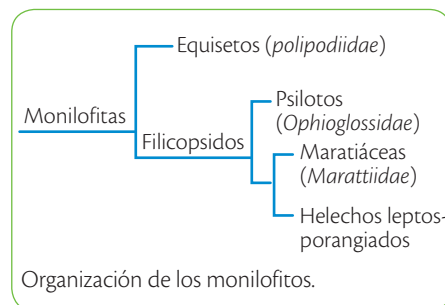 Equisetos (polipodiidae)
Monilofitas
Filicopsidos
Psilotos
(Ophioglossidae)
Maratiáceas
(Marattiidae)
Helechos leptos-
porangiados
Organización de los monilofitos.